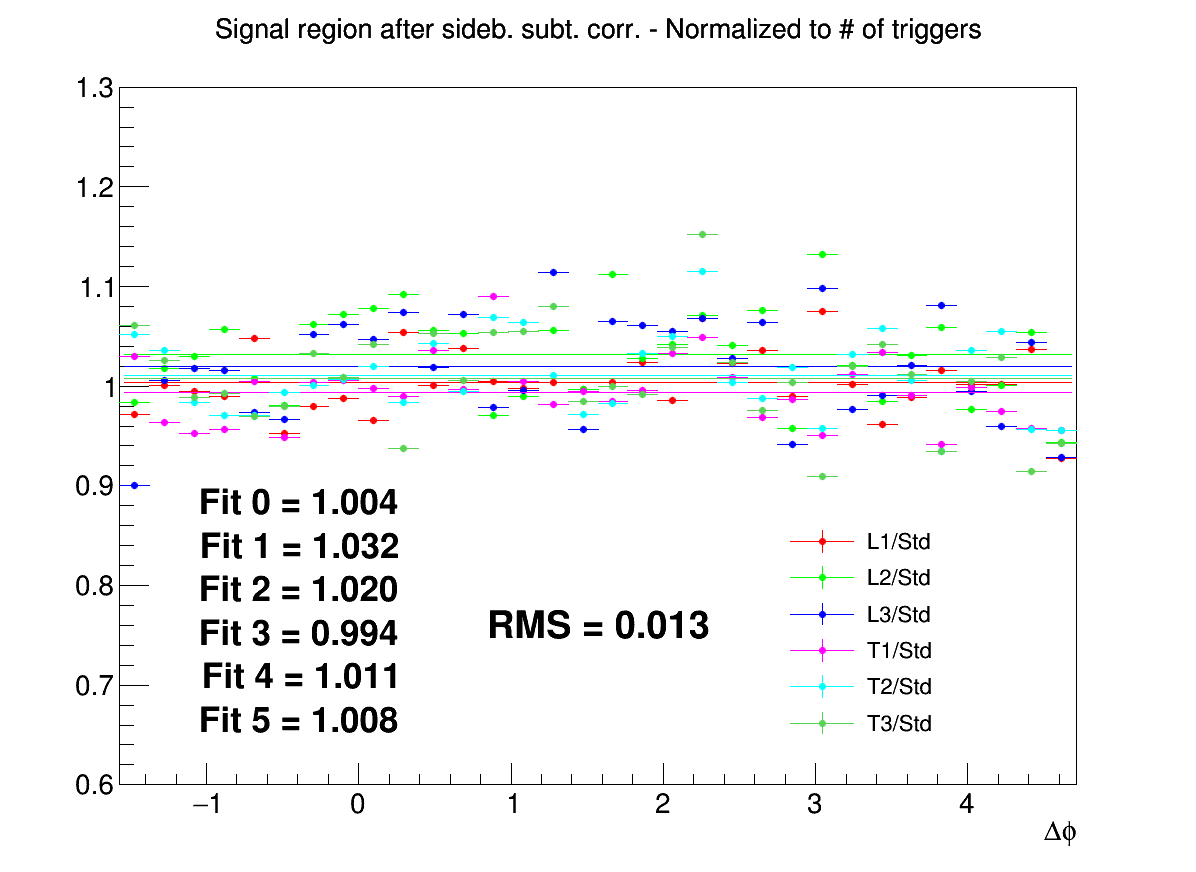 Signal region after sideb. subt. corr. - Normalized to # of triggers
1.3
1.2
1.1
1
0.9
0.8
0.7
0.6
Fit 0 = 1.004
Fit 1 = 1.032
Fit 2 = 1.020
Fit 3 = 0.994
Fit 4 = 1.011
Fit 5 = 1.008
RMS = 0.013
L1/Std
L2/Std
L3/Std
T1/Std
T2/Std
T3/Std
−1 0 1 2 3 4
Δϕ